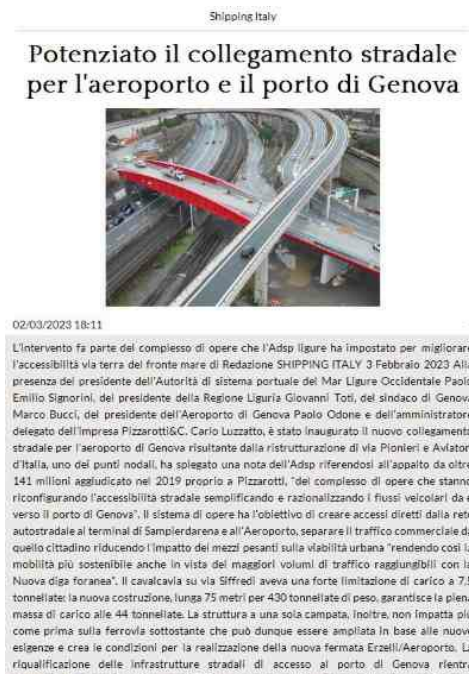 Shipping Italy
Potenziato il collegamento stradale
per l'aeroporto e il porto di Genova
02/03/2023 18:11
L'intervento fa parte del complesso di opere che l'Adsp ligure ha impostato per migliorare
l'accessibilità via terra del fronte mare di Redazione SHIPPING ITALY 3 Febbraio 2023 Alla
presenza del presidente dell'Autorità di sistema portuale del Mar Ligure Occidentale Paolo
Emilio Signorini, del presidente della Regione Liguria Giovanni Toti, del sindaco di Genova
Marco Bucci, del presidente dell'Aeroporto di Genova Paolo Odone e dell'amministratore
delegato dell'impresa Pizzarotti&C. Carlo Luzzatto, è stato inaugurato il nuovo collegamento
stradale per l'aeroporto di Genova risultante dalla ristrutturazione di via Pionieri e Aviatori
d'Italia, uno dei punti nodali, ha spiegato una nota dell'Adsp riferendosi all'appalto da oltre
141 milioni aggiudicato nel 2019 proprio a Pizzarotti, "del complesso di opere che stanno
riconfigurando l'accessibilità stradale semplificando e razionalizzando i flussi veicolari da e
verso il porto di Genova". Il sistema di opere ha l'obiettivo di creare accessi diretti dalla rete
autostradale ai terminal di Sampierdarena e all'Aeroporto, separare il traffico commerciale da
quello cittadino riducendo l'impatto dei mezzi pesanti sulla viabilità urbana "rendendo così la
mobilità più sostenibile anche in vista dei maggiori volumi di traffico raggiungibili con la
Nuova diga foranea". Il cavalcavia su via Siffredi aveva una forte limitazione di carico a 7,5
tonnellate: la nuova costruzione, lunga 75 metri per 430 tonnellate di peso, garantisce la piena
massa di carico alle 44 tonnellate. La struttura a una sola campata, inoltre, non impatta più
come prima sulla ferrovia sottostante che può dunque essere ampliata in base alle nuove
esigenze e crea le condizioni per la realizzazione della nuova fermata Erzelli/Aeroporto. La
riqualificazione delle infrastrutture stradali di accesso al porto di Genova rientra